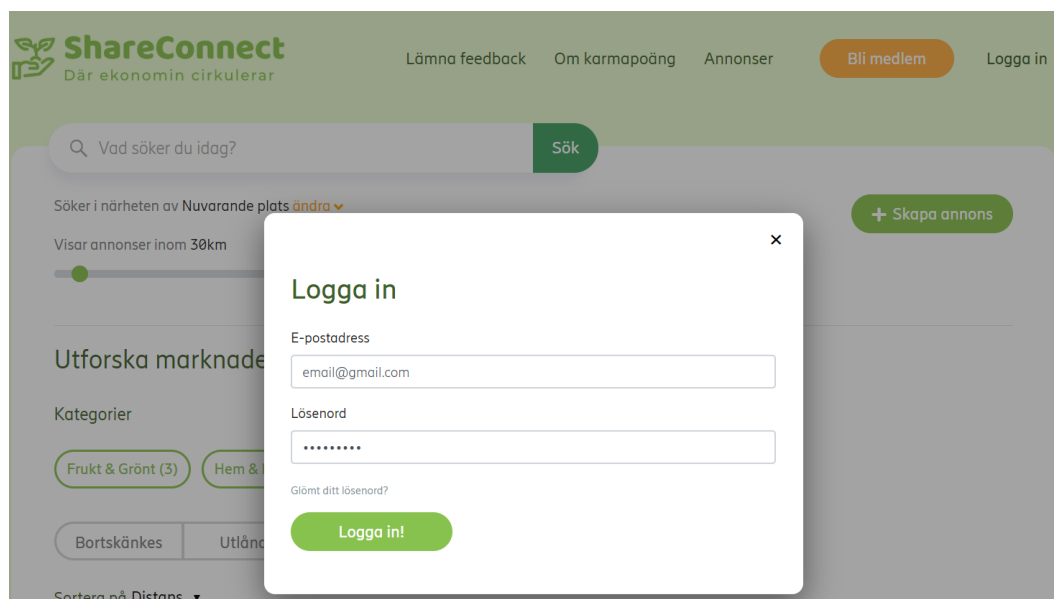 ShareConnect
Där ekonomin cirkulerar
Lämna feedback Om karmapoäng Annonser Bli medlem Logga in
Vad söker du idag? Sök
Söker i närheten av Nuvarande plats ändra
+ Skapa annons
Visar annonser inom 30km
Logga in
E-postadress
email@gmail.com
Lösenord
•••••••••
Glömt ditt lösenord?
Logga in!
Utforska marknade
Kategorier
Frukt & Grönt (3) Hem &
Bortskänkes Utlån
Sortera på Distans